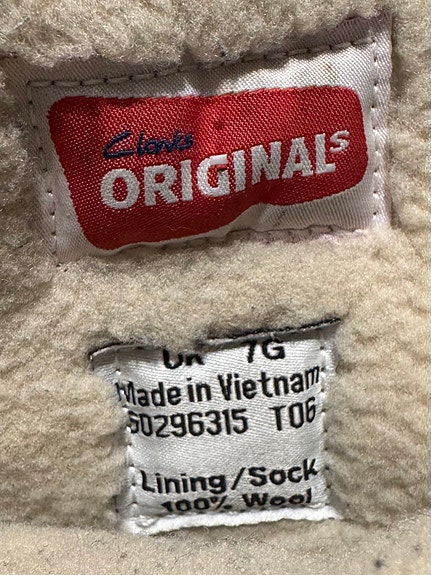 Clarks
ORIGINALS
UK 7G
Made in Vietnam
60296315 T06
Lining/Sock
100% Wool